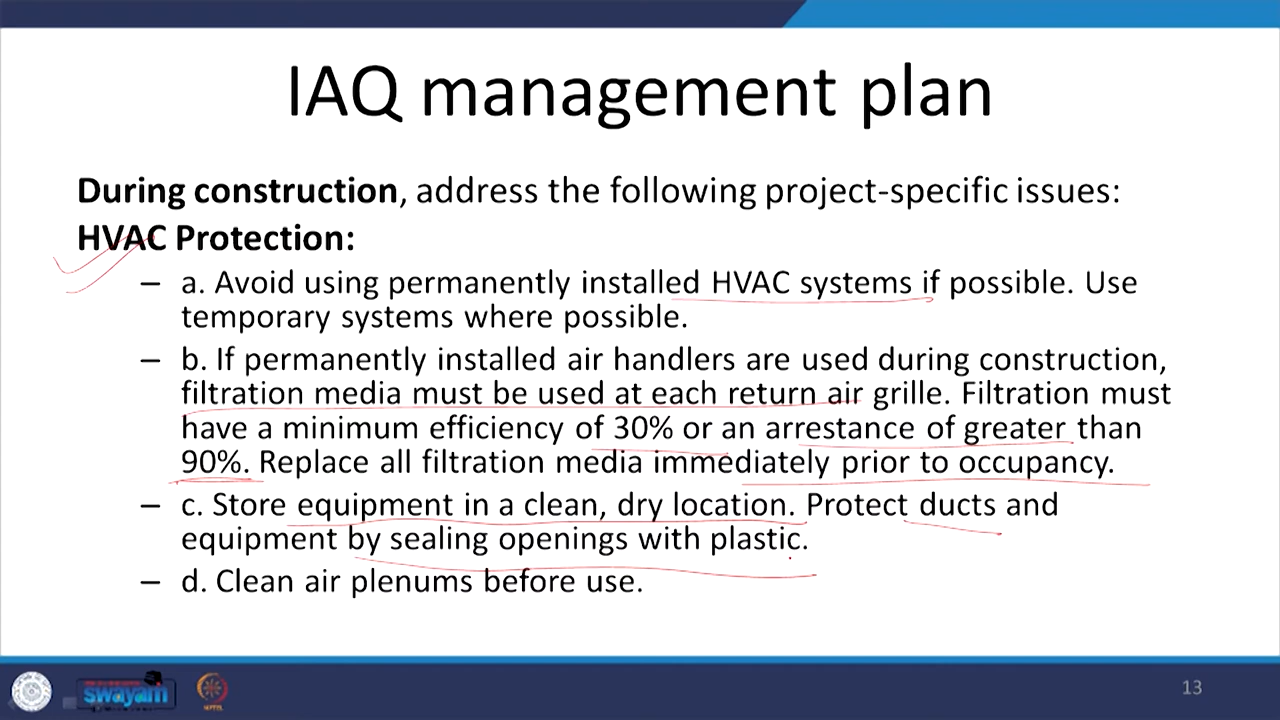 IAQ management plan
During construction, address the following project-specific issues:
HVAC Protection:
– a. Avoid using permanently installed HVAC systems if possible. Use
temporary systems where possible.
– b. If permanently installed air handlers are used during construction,
filtration media must be used at each return air grille. Filtration must
have a minimum efficiency of 30% or an arrestance of greater than
90%. Replace all filtration media immediately prior to occupancy.
– c. Store equipment in a clean, dry location. Protect ducts and
equipment by sealing openings with plastic.
– d. Clean air plenums before use.
swayam
13